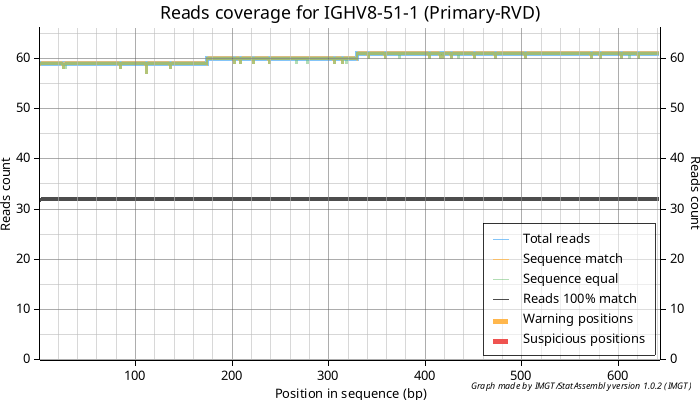 Reads coverage for IGHV8-51-1 (Primary-RVD)
60
50
40
30
20
10
0
Reads count
60
50
40
30
20
10
0
Reads count
Total reads
Sequence match
Sequence equal
Reads 100% match
Warning positions
Suspicious positions
100 200 300 400 500 600
Position in sequence (bp)
Graph made by IMGT/StatAssembly version 1.0.2 (IMGT)